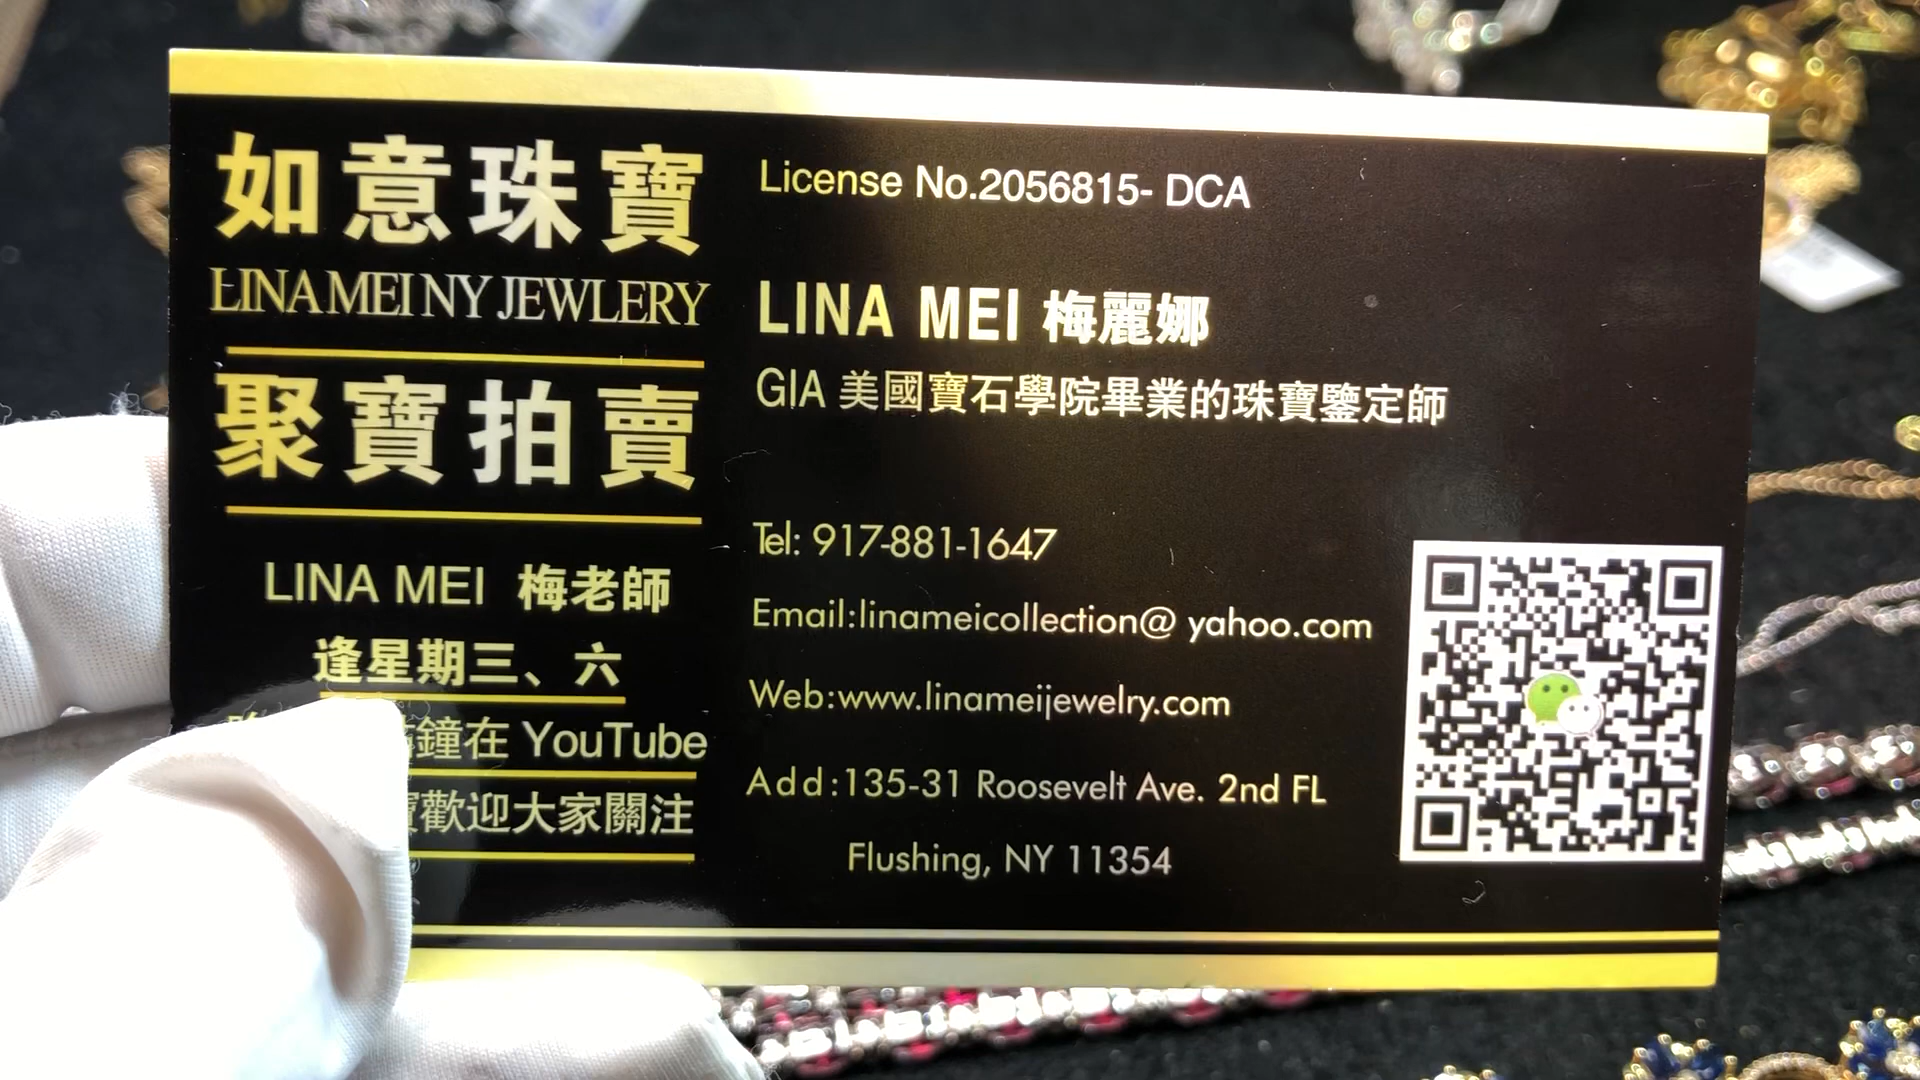 如意珠寶
LINA MEI NY JEWLERY
聚寶拍賣
LINA MEI 梅老師
逢星期三、六
鐘在 YouTube
歡迎大家關注
License No.2056815- DCA
LINA MEI 梅麗娜
GIA 美國寶石學院畢業的珠寶鑒定師
Tel: 917-881-1647
Email:linameicollection@ yahoo.com
Web:www.linameijewelry.com
Add:135-31 Roosevelt Ave. 2nd FL
Flushing, NY 11354